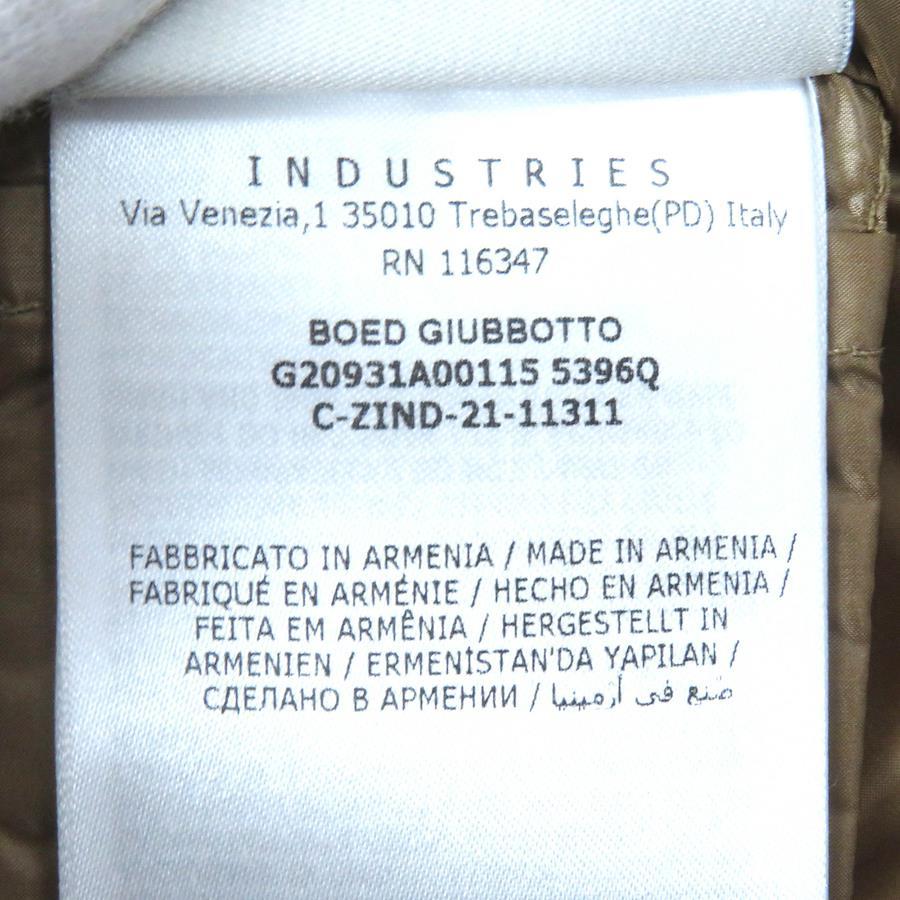 INDUSTRIES
Via Venezia,1 35010 Trebaseleghe(PD) Italy
RN 116347
BOED GIUBBOTTO
G20931A00115 5396Q
C-ZIND-21-11311
FABBRICATO IN ARMENIA / MADE IN ARMENIA /
FABRIQUÉ EN ARMÉNIE / HECHO EN ARMENIA /
FEITA EM ARMÊNIA / HERGESTELLT IN
ARMENIEN / ERMENİSTAN'DA YAPILAN /
СДЕЛАНО В АРМЕНИИ / صنع في أرمينيا